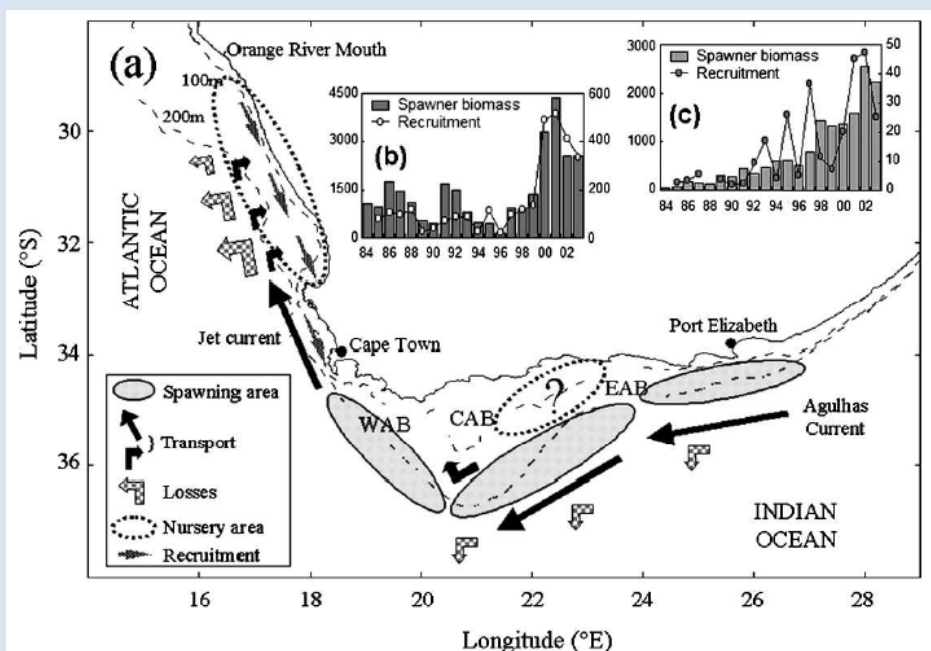 (a)
Orange River Mouth
100m
200m
ATLANTIC
OCEAN
Jet current
Cape Town
Port Elizabeth
WAB
CAB
?
EAB
Agulhas
Current
INDIAN
OCEAN
Spawning area
} Transport
Losses
Nursery area
Recruitment
Latitude (°S)
30
32
34
36
16 18 20 22 24 26 28
Longitude (°E)
(b)
Spawner biomass
Recruitment
4500
3000
1500
0
600
400
200
0
84 86 88 90 92 94 96 98 00 02
(c)
Spawner biomass
Recruitment
3000
2000
1000
0
50
40
30
20
10
0
84 86 88 90 92 94 96 98 00 02